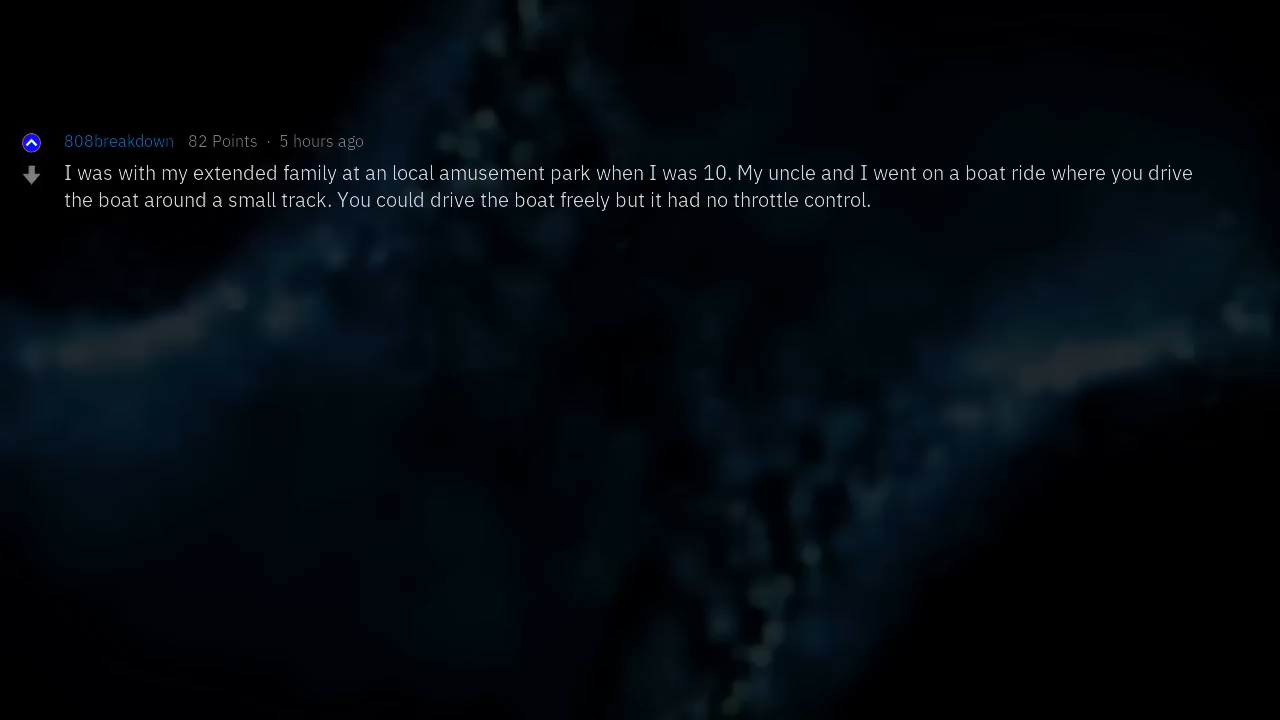 808breakdown 82 Points · 5 hours ago
I was with my extended family at an local amusement park when I was 10. My uncle and I went on a boat ride where you drive
the boat around a small track. You could drive the boat freely but it had no throttle control.